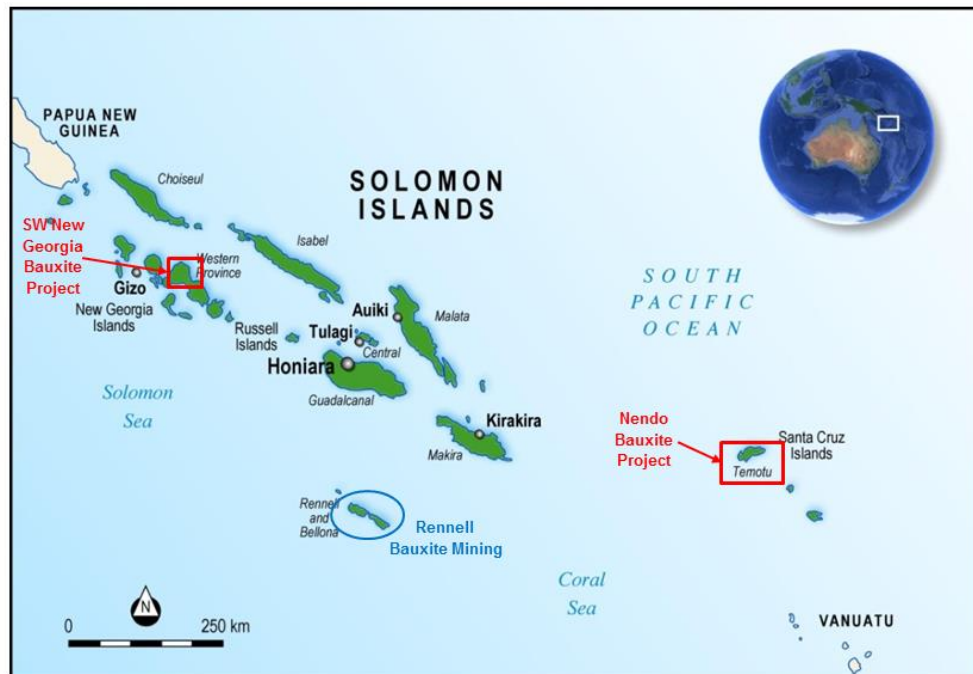 PAPUA NEW
GUINEA
Choiseul
SOLOMON
ISLANDS
SW New
Georgia
Bauxite
Project
Western
Province
Isabel
Gizo
New Georgia
Islands
Russell
Islands
Auiki
Malata
Tulagi
Central
Honiara
Guadalcanal
SOUTH
PACIFIC
OCEAN
Solomon
Sea
Kirakira
Makira
Nendo
Bauxite
Project
Santa Cruz
Islands
Temotu
Rennell
and
Bellona
Rennell
Bauxite Mining
Coral
Sea
N
0 250 km
VANUATU